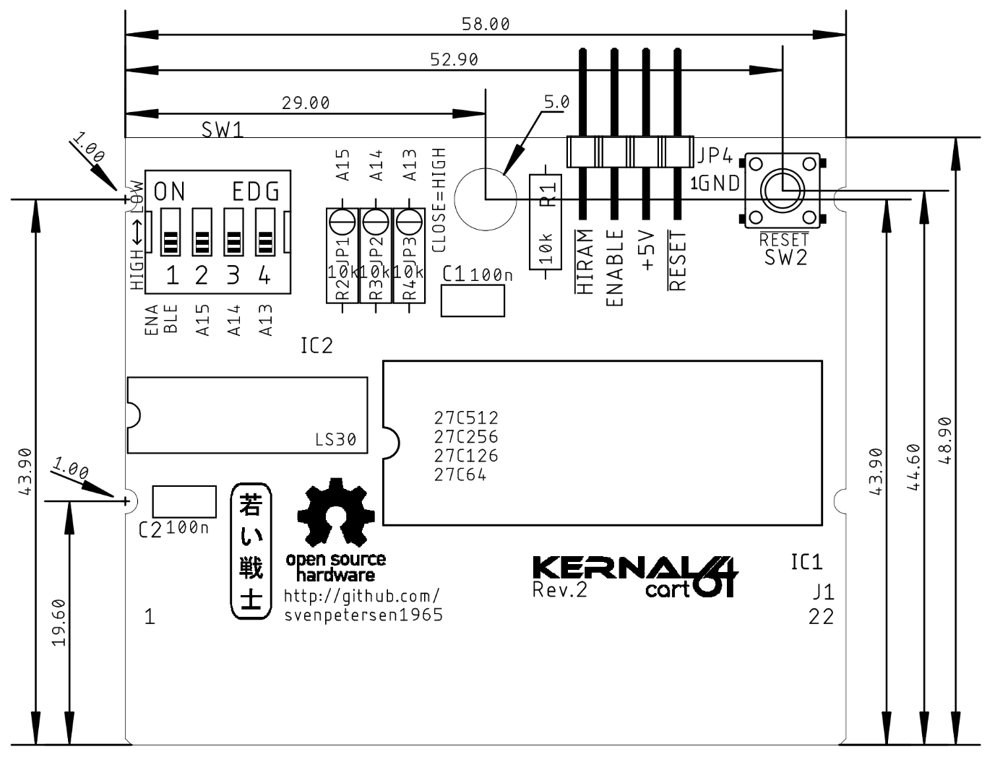 58.00
52.90
29.00
5.0
SW1
1.00
A15
A14
A13
CLOSE=HIGH
JP4
1GND
ON EDG
HIGH ↔ LOW
1 2 3 4
ENA
BLE
A15
A14
A13
R2 JP1
10k
R3 JP2
10k
R4 JP3
10k
R1
10k
HIRAM
ENABLE
+5V
RESET
RESET
SW2
C1 100n
IC2
LS30
27C512
27C256
27C126
27C64
43.90
1.00
19.60
C2 100n
若い戦士
open source
hardware
http://github.com/
svenpetersen1965
KERNAL64
cart
Rev.2
IC1
J1
1
22
43.90
44.60
48.90